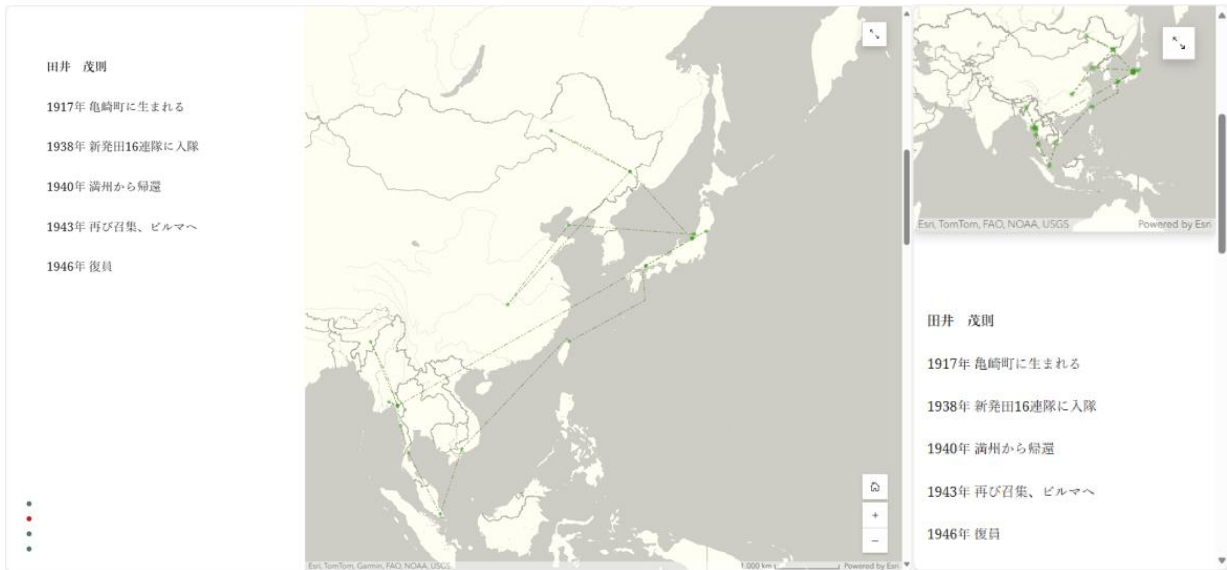 田井　茂則
1917年 亀崎町に生まれる
1938年 新発田16連隊に入隊
1940年 満州から帰還
1943年 再び召集、ビルマへ
1946年 復員
Esri, TomTom, Garmin, FAO, NOAA, USGS
1,000 km
Powered by Esri
Esri, TomTom, FAO, NOAA, USGS
Powered by Esri
田井　茂則
1917年 亀崎町に生まれる
1938年 新発田16連隊に入隊
1940年 満州から帰還
1943年 再び召集、ビルマへ
1946年 復員